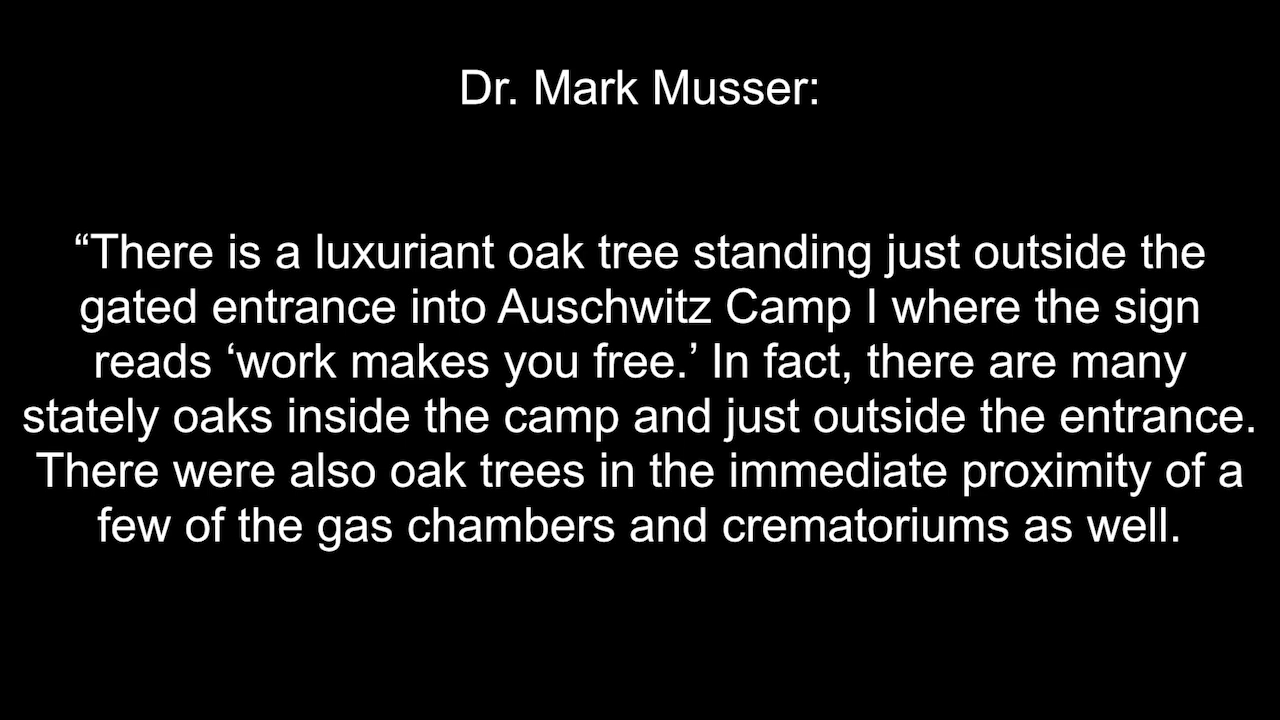 Dr. Mark Musser:
“There is a luxuriant oak tree standing just outside the
gated entrance into Auschwitz Camp I where the sign
reads ‘work makes you free.’ In fact, there are many
stately oaks inside the camp and just outside the entrance.
There were also oak trees in the immediate proximity of a
few of the gas chambers and crematoriums as well.